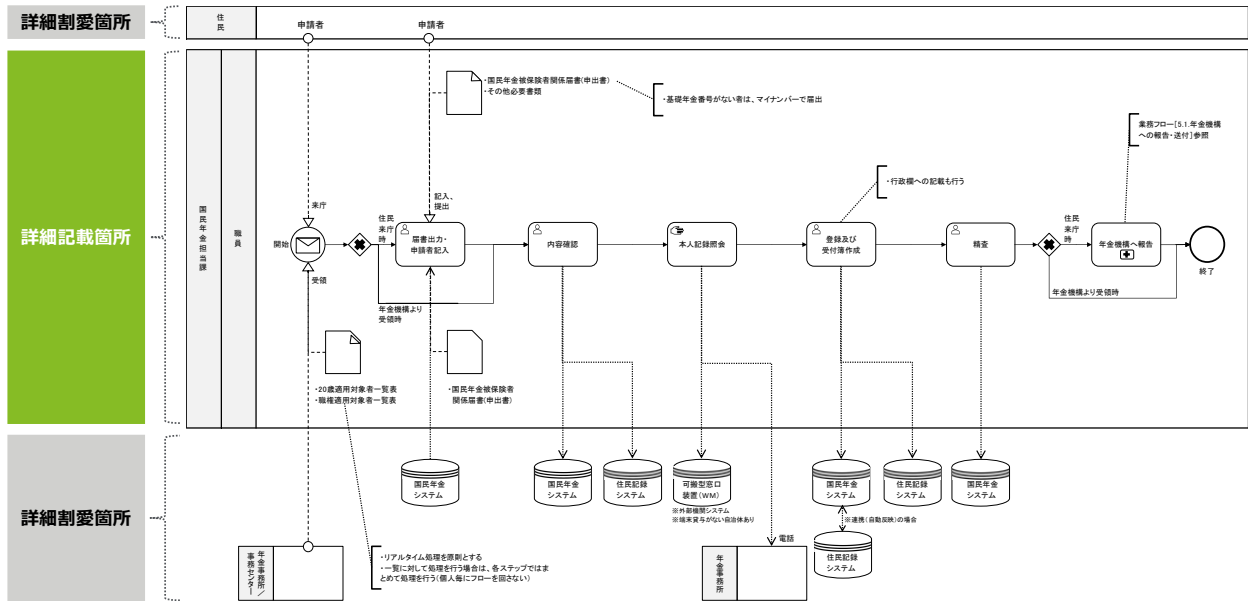 詳細割愛箇所
住民
申請者
申請者
詳細記載箇所
国民年金担当課
職員
・国民年金被保険者関係届書(申出書)
・その他必要書類
・基礎年金番号がない者は、マイナンバーで届出
業務フロー[5.1.年金機構
への報告・送付]参照
・行政欄への記載も行う
来庁
記入、
提出
開始
住民
来庁
時
届書出力・
申請者記入
内容確認
本人記録照会
登録及び
受付簿作成
精査
住民
来庁
時
年金機構へ報告
終了
受領
年金機構より
受領時
年金機構より受領時
・20歳適用対象者一覧表
・職権適用対象者一覧表
・国民年金被保険者
関係届書(申出書)
詳細割愛箇所
国民年金
システム
国民年金
システム
住民記録
システム
可搬型窓口
装置(WM)
※外部機関システム
※端末貸与がない自治体あり
国民年金
システム
住民記録
システム
国民年金
システム
※連携(自動反映)の場合
住民記録
システム
電話
年金事務所
年金事務所/
事務センター
・リアルタイム処理を原則とする
・一覧に対して処理を行う場合は、各ステップではま
とめて処理を行う(個人毎にフローを回さない)